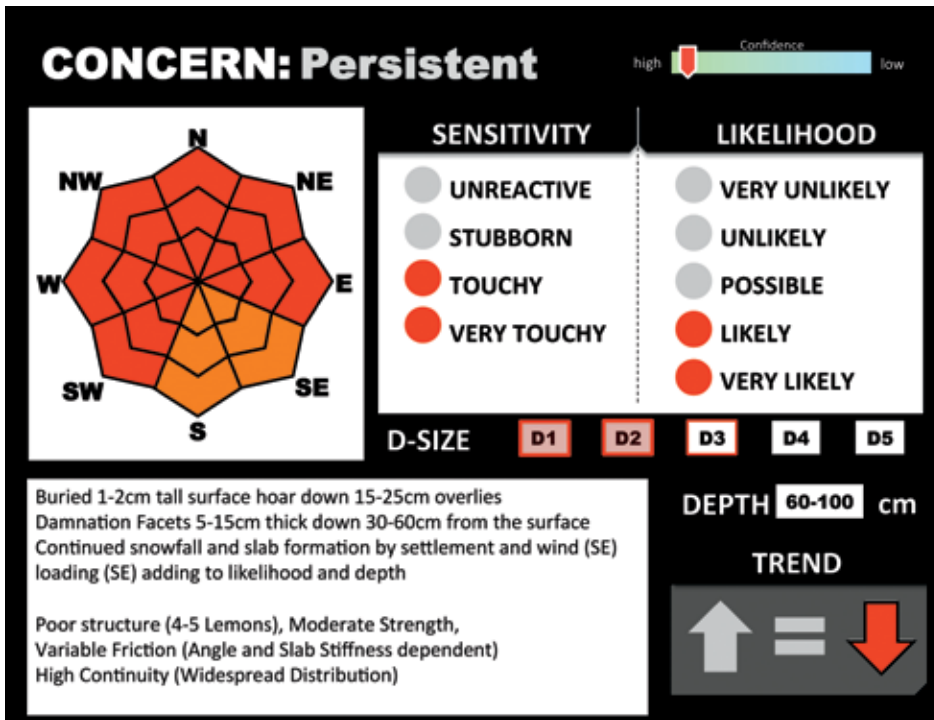 CONCERN: Persistent
Confidence
high
low
N
NW
NE
W
E
SW
SE
S
SENSITIVITY
UNREACTIVE
STUBBORN
TOUCHY
VERY TOUCHY
LIKELIHOOD
VERY UNLIKELY
UNLIKELY
POSSIBLE
LIKELY
VERY LIKELY
D-SIZE D1 D2 D3 D4 D5
Buried 1-2cm tall surface hoar down 15-25cm overlies
Damnation Facets 5-15cm thick down 30-60cm from the surface
Continued snowfall and slab formation by settlement and wind (SE)
loading (SE) adding to likelihood and depth
Poor structure (4-5 Lemons), Moderate Strength,
Variable Friction (Angle and Slab Stiffness dependent)
High Continuity (Widespread Distribution)
DEPTH 60-100 cm
TREND